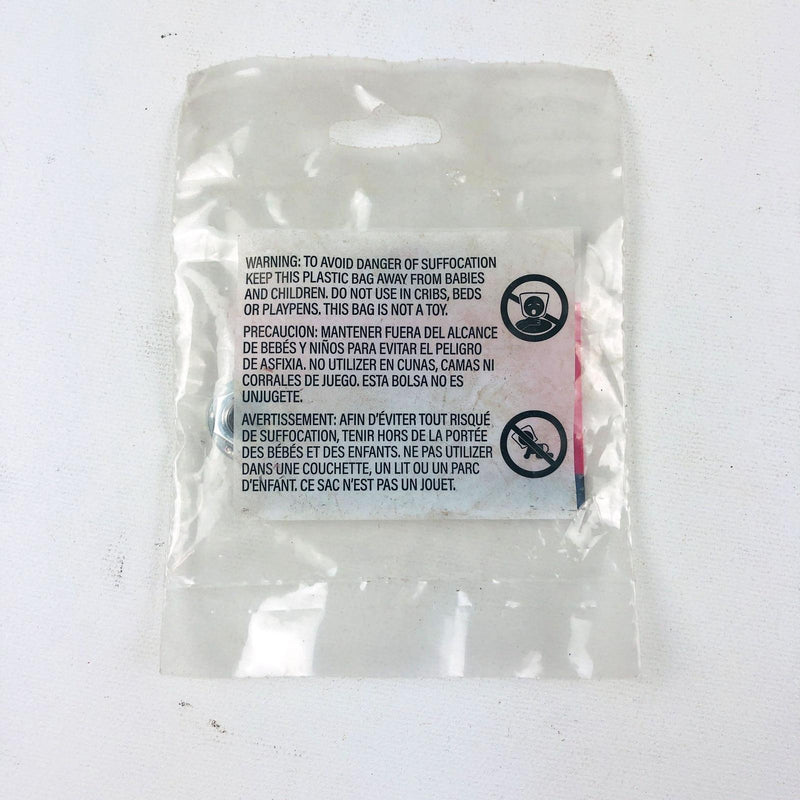 WARNING: TO AVOID DANGER OF SUFFOCATION
KEEP THIS PLASTIC BAG AWAY FROM BABIES
AND CHILDREN. DO NOT USE IN CRIBS, BEDS
OR PLAYPENS. THIS BAG IS NOT A TOY.
PRECAUCION: MANTENER FUERA DEL ALCANCE
DE BEBÉS Y NIÑOS PARA EVITAR EL PELIGRO
DE ASFIXIA. NO UTILIZER EN CUNAS, CAMAS NI
CORRALES DE JUEGO. ESTA BOLSA NO ES
UNJUGETE.
AVERTISSEMENT: AFIN D'ÉVITER TOUT RISQUÉ
DE SUFFOCATION, TENIR HORS DE LA PORTÉE
DES BÉBÉS ET DES ENFANTS. NE PAS UTILIZER
DANS UNE COUCHETTE, UN LIT OU UN PARC
D'ENFANT. CE SAC N'EST PAS UN JOUET.